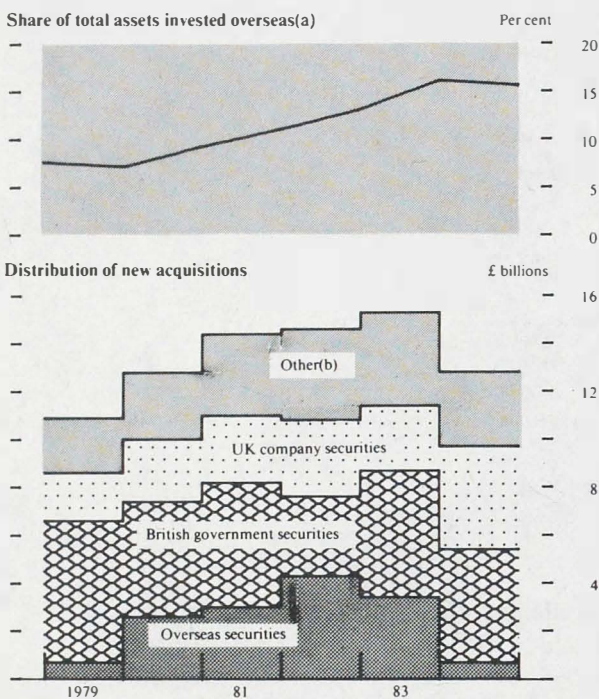 Share of total assets invested overseas(a)
Per cent
20
15
10
5
0
Distribution of new acquisitions
£ billions
16
12
8
4
Other(b)
UK company securities
British government securities
Overseas securities
1979 81 83